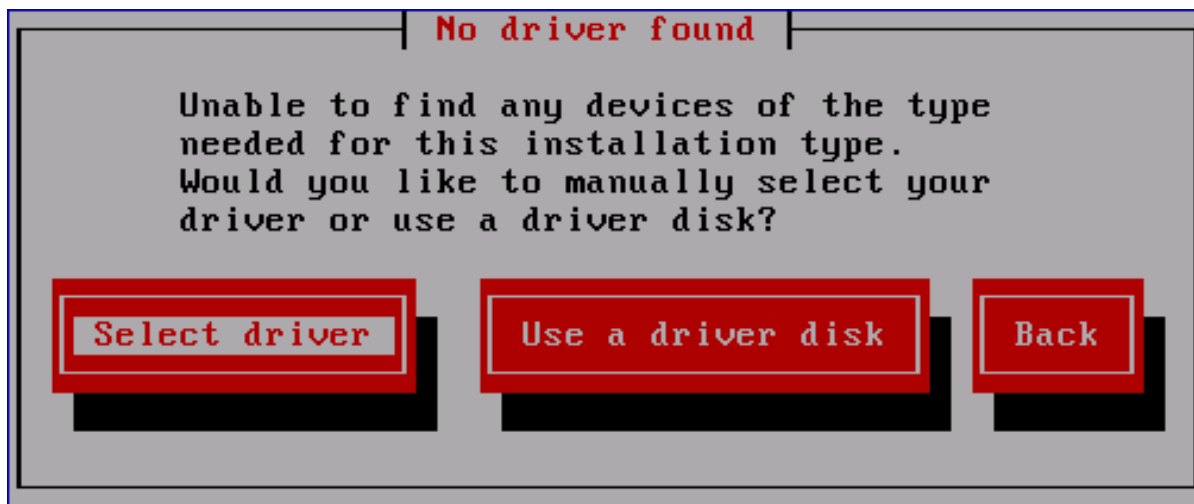 No driver found
Unable to find any devices of the type
needed for this installation type.
Would you like to manually select your
driver or use a driver disk?
Select driver
Use a driver disk
Back